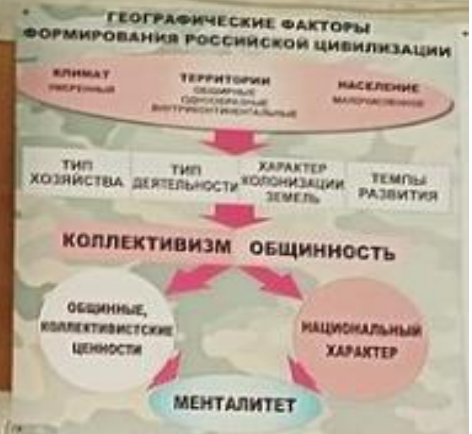 ГЕОГРАФИЧЕСКИЕ ФАКТОРЫ
ФОРМИРОВАНИЯ РОССИЙСКОЙ ЦИВИЛИЗАЦИИ
КЛИМАТ
УМЕРЕННЫЙ
ТЕРРИТОРИИ
ОБШИРНЫЕ
ОДНООБРАЗНЫЕ
ВНУТРИКОНТИНЕНТАЛЬНЫЕ
НАСЕЛЕНИЕ
МАЛОЧИСЛЕННОЕ
ТИП
ХОЗЯЙСТВА
ТИП
ДЕЯТЕЛЬНОСТИ
ХАРАКТЕР
КОЛОНИЗАЦИИ
ЗЕМЕЛЬ
ТЕМПЫ
РАЗВИТИЯ
КОЛЛЕКТИВИЗМ ОБЩИННОСТЬ
ОБЩИННЫЕ,
КОЛЛЕКТИВИСТСКИЕ
ЦЕННОСТИ
НАЦИОНАЛЬНЫЙ
ХАРАКТЕР
МЕНТАЛИТЕТ